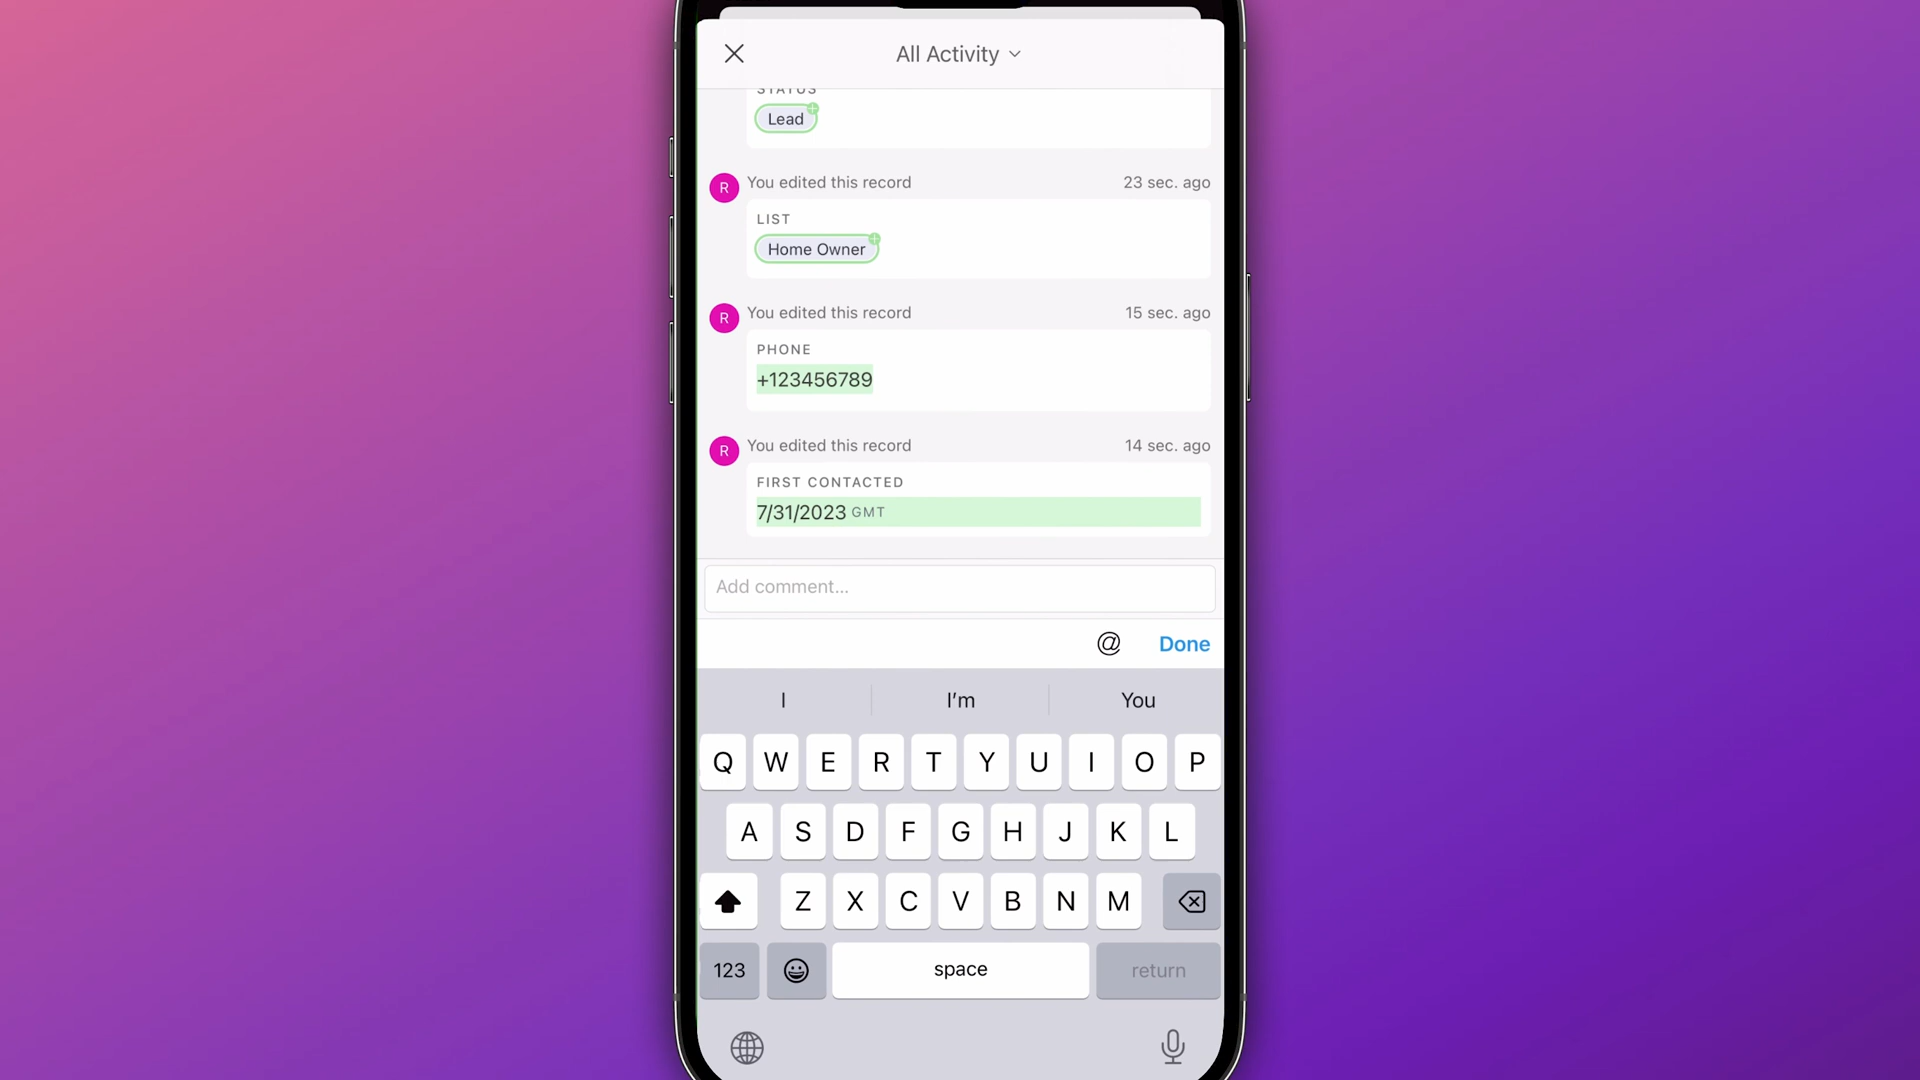 All Activity
STATUS
Lead
R You edited this record 23 sec. ago
LIST
Home Owner
R You edited this record 15 sec. ago
PHONE
+123456789
R You edited this record 14 sec. ago
FIRST CONTACTED
7/31/2023 GMT
Add comment...
@ Done
I I'm You
Q W E R T Y U I O P
A S D F G H J K L
Z X C V B N M
123 space return